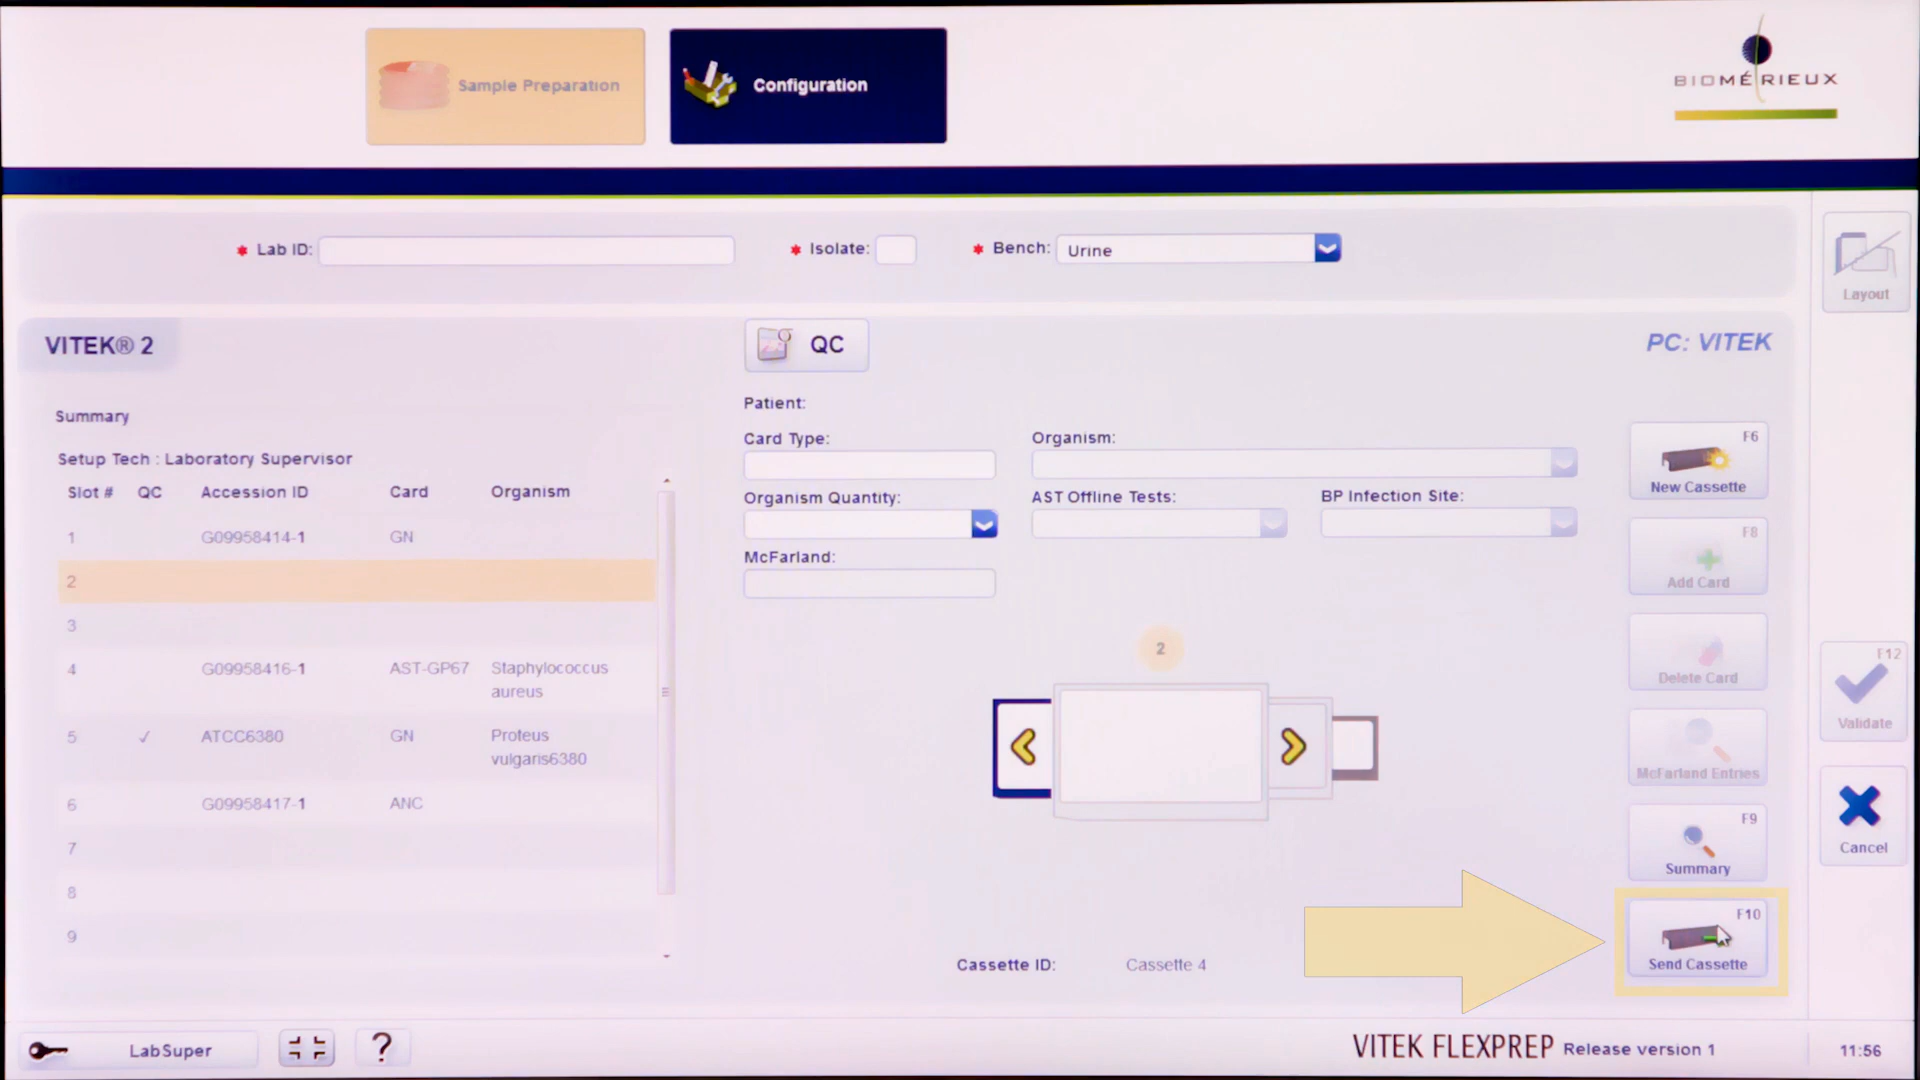 Sample Preparation
Configuration
BIOMÉRIEUX
* Lab ID:
* Isolate:
* Bench: Urine
Layout
VITEK® 2
QC
PC: VITEK
Summary
Setup Tech : Laboratory Supervisor
Slot # QC Accession ID Card Organism
1 G09958414-1 GN
2
3
4 G09958416-1 AST-GP67 Staphylococcus
aureus
5 ✓ ATCC6380 GN Proteus
vulgaris6380
6 G09958417-1 ANC
7
8
9
Patient:
Card Type:
Organism:
Organism Quantity:
AST Offline Tests:
BP Infection Site:
McFarland:
2
Cassette ID: Cassette 4
F6
New Cassette
F8
Add Card
Delete Card
McFarland Entries
F9
Summary
F10
Send Cassette
F12
Validate
Cancel
LabSuper
?
VITEK FLEXPREP Release version 1
11:56